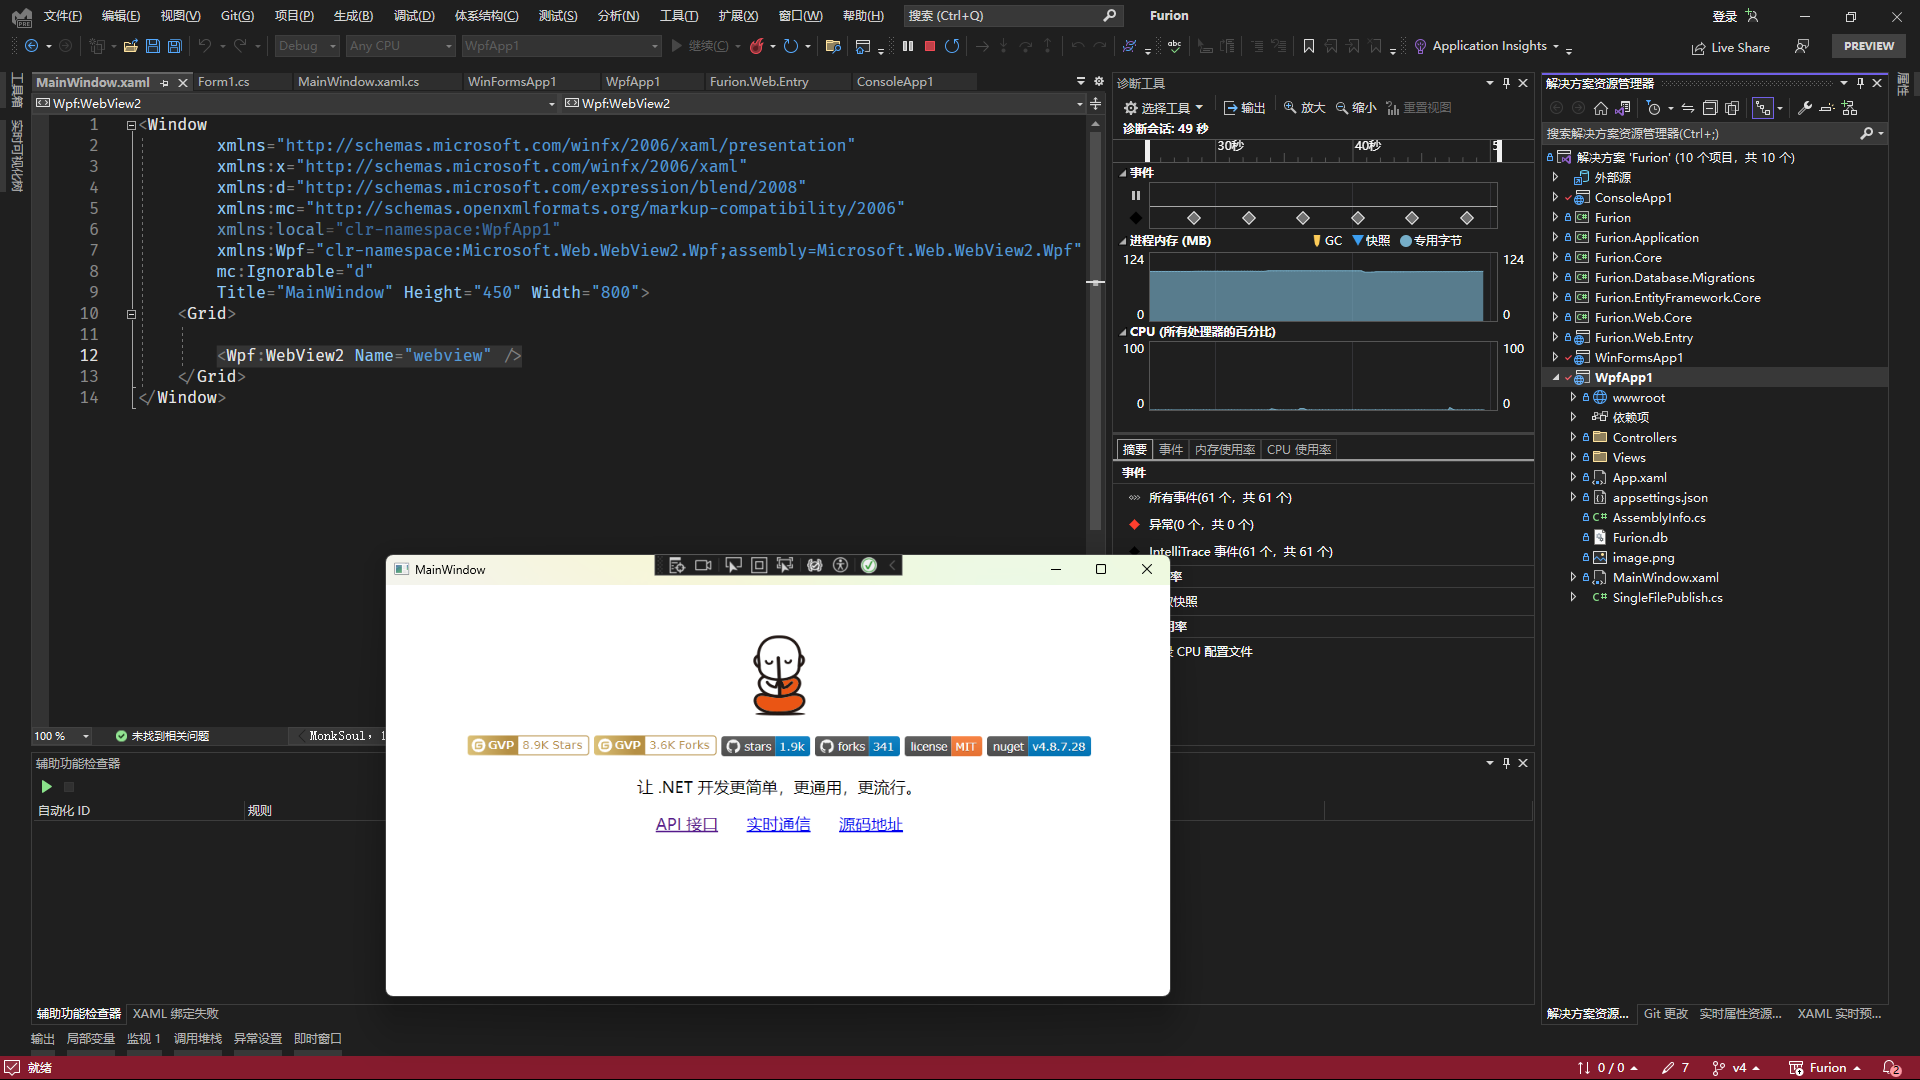 文件(F) 编辑(E) 视图(V) Git(G) 项目(P) 生成(B) 调试(D) 体系结构(C) 测试(S) 分析(N) 工具(T) 扩展(X) 窗口(W) 帮助(H) 搜索 (Ctrl+Q) Furion 登录
Debug Any CPU WpfApp1 继续(C) Application Insights Live Share PREVIEW
工具箱
实时可视化树
MainWindow.xaml Form1.cs MainWindow.xaml.cs WinFormsApp1 WpfApp1 Furion.Web.Entry ConsoleApp1
Wpf:WebView2 Wpf:WebView2
1 <Window
2 xmlns="http://schemas.microsoft.com/winfx/2006/xaml/presentation"
3 xmlns:x="http://schemas.microsoft.com/winfx/2006/xaml"
4 xmlns:d="http://schemas.microsoft.com/expression/blend/2008"
5 xmlns:mc="http://schemas.openxmlformats.org/markup-compatibility/2006"
6 xmlns:local="clr-namespace:WpfApp1"
7 xmlns:Wpf="clr-namespace:Microsoft.Web.WebView2.Wpf;assembly=Microsoft.Web.WebView2.Wpf"
8 mc:Ignorable="d"
9 Title="MainWindow" Height="450" Width="800">
10 <Grid>
11
12 <Wpf:WebView2 Name="webview" />
13 </Grid>
14 </Window>
100 % 未找到相关问题 MonkSoul,
诊断工具
选择工具 输出 放大 缩小 重置视图
诊断会话: 49 秒
30秒 40秒 5
事件
进程内存 (MB) GC 快照 专用字节
124 124
0 0
CPU (所有处理器的百分比)
100 100
0 0
摘要 事件 内存使用率 CPU 使用率
事件
所有事件(61 个，共 61 个)
异常(0 个，共 0 个)
IntelliTrace 事件(61 个，共 61 个)
率
快照
用率
CPU 配置文件
MainWindow
GVP 8.9K Stars GVP 3.6K Forks stars 1.9k forks 341 license MIT nuget v4.8.7.28
让 .NET 开发更简单，更通用，更流行。
API 接口 实时通信 源码地址
辅助功能检查器
自动化 ID 规则
辅助功能检查器 XAML 绑定失败
输出 局部变量 监视 1 调用堆栈 异常设置 即时窗口
解决方案资源管理器
属性
搜索解决方案资源管理器(Ctrl+;)
解决方案 'Furion' (10 个项目，共 10 个)
外部源
ConsoleApp1
Furion
Furion.Application
Furion.Core
Furion.Database.Migrations
Furion.EntityFramework.Core
Furion.Web.Core
Furion.Web.Entry
WinFormsApp1
WpfApp1
wwwroot
依赖项
Controllers
Views
App.xaml
appsettings.json
AssemblyInfo.cs
Furion.db
image.png
MainWindow.xaml
SingleFilePublish.cs
解决方案资源... Git 更改 实时属性资源... XAML 实时预...
就绪 0 / 0 7 v4 Furion 2